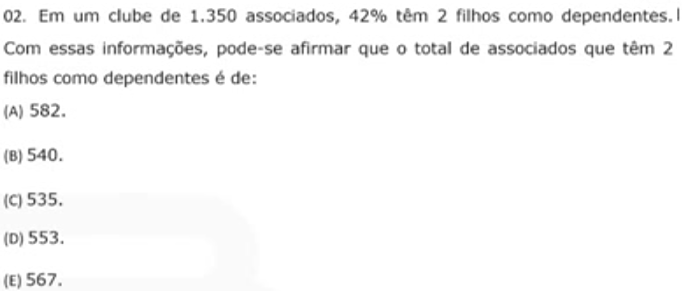 02. Em um clube de 1.350 associados, 42% têm 2 filhos como dependentes.
Com essas informações, pode-se afirmar que o total de associados que têm 2
filhos como dependentes é de:
(A) 582.
(B) 540.
(C) 535.
(D) 553.
(E) 567.